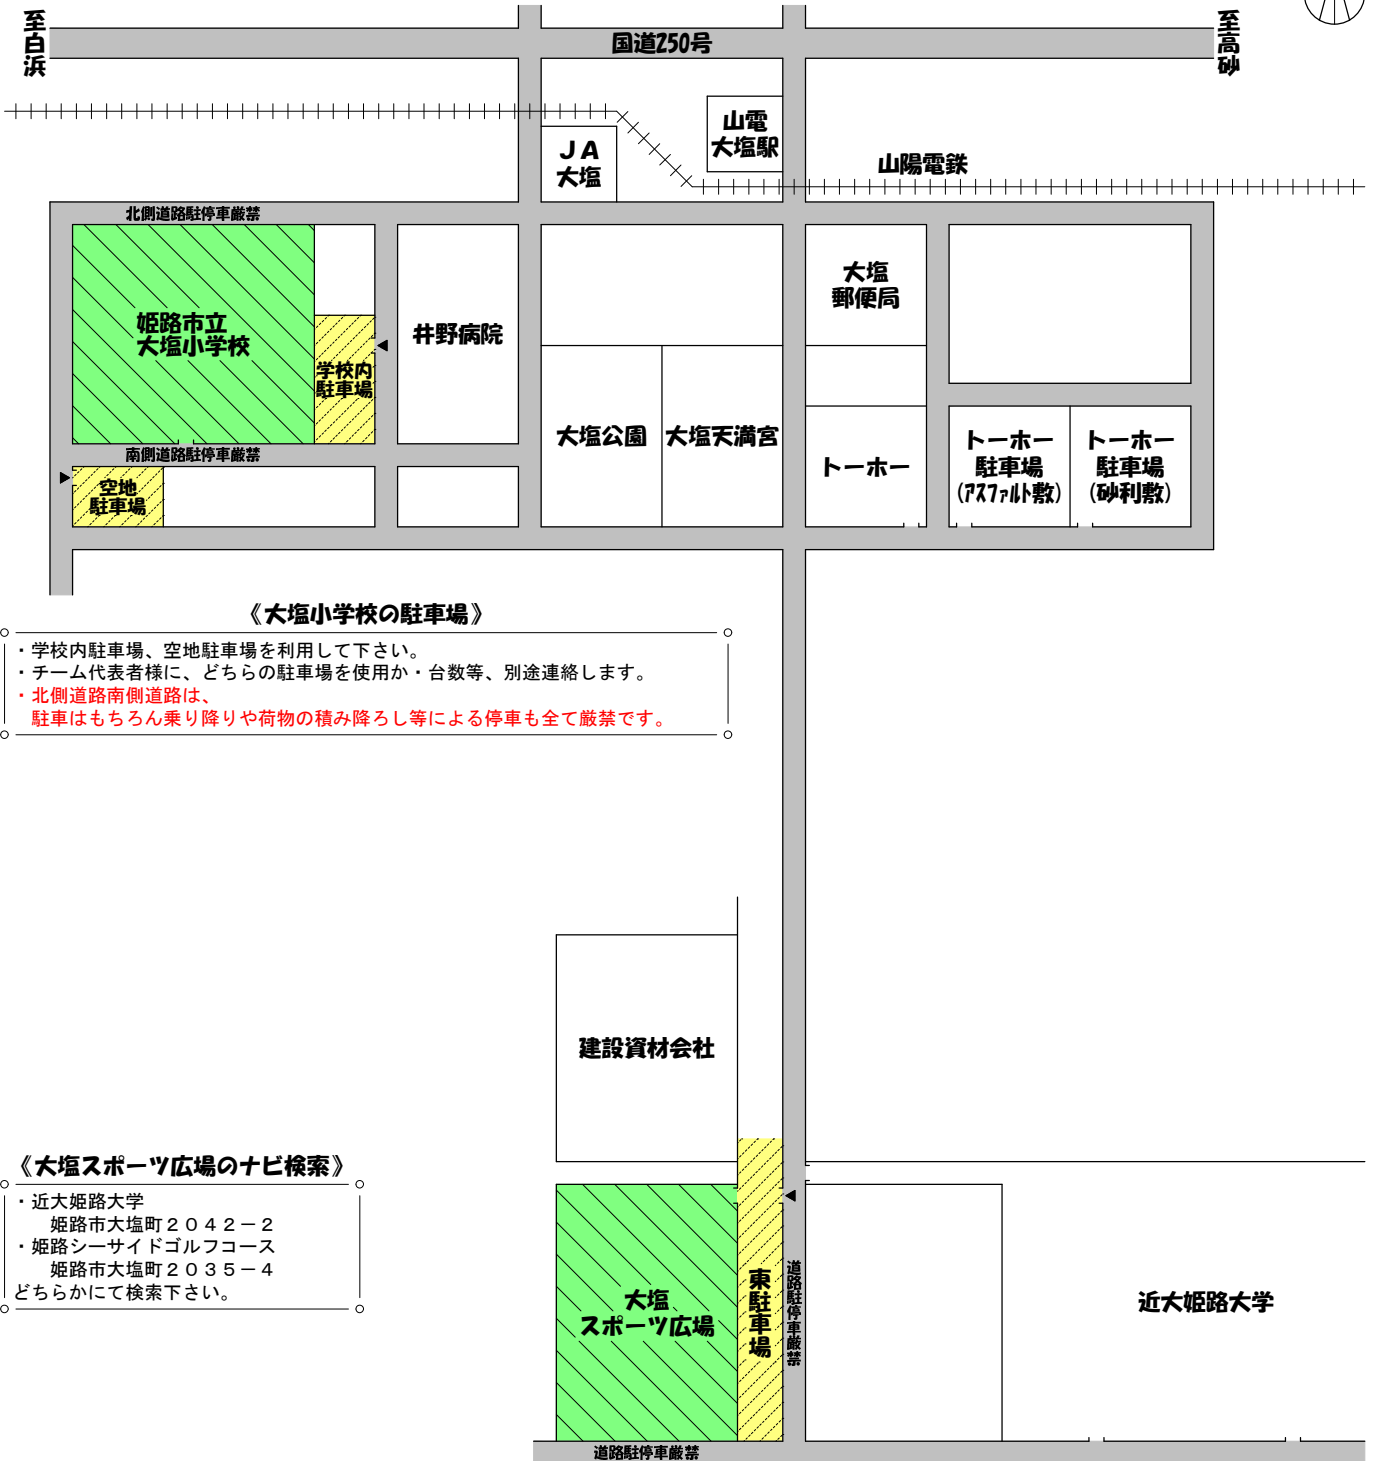 至白浜
国道250号
至高砂
山電
大塩駅
JA
大塩
山陽電鉄
北側道路駐停車厳禁
大塩
郵便局
姫路市立
大塩小学校
井野病院
学校内
駐車場
大塩公園
大塩天満宮
トーホー
トーホー
駐車場
(アスファルト敷)
トーホー
駐車場
(砂利敷)
南側道路駐停車厳禁
空地
駐車場
《大塩小学校の駐車場》
・学校内駐車場、空地駐車場を利用して下さい。
・チーム代表者様に、どちらの駐車場を使用か・台数等、別途連絡します。
・北側道路南側道路は、
駐車はもちろん乗り降りや荷物の積み降ろし等による停車も全て厳禁です。
建設資材会社
《大塩スポーツ広場のナビ検索》
・近大姫路大学
姫路市大塩町2042-2
・姫路シーサイドゴルフコース
姫路市大塩町2035-4
どちらかにて検索下さい。
大塩
スポーツ広場
東駐車場
道路駐停車厳禁
近大姫路大学
道路駐停車厳禁